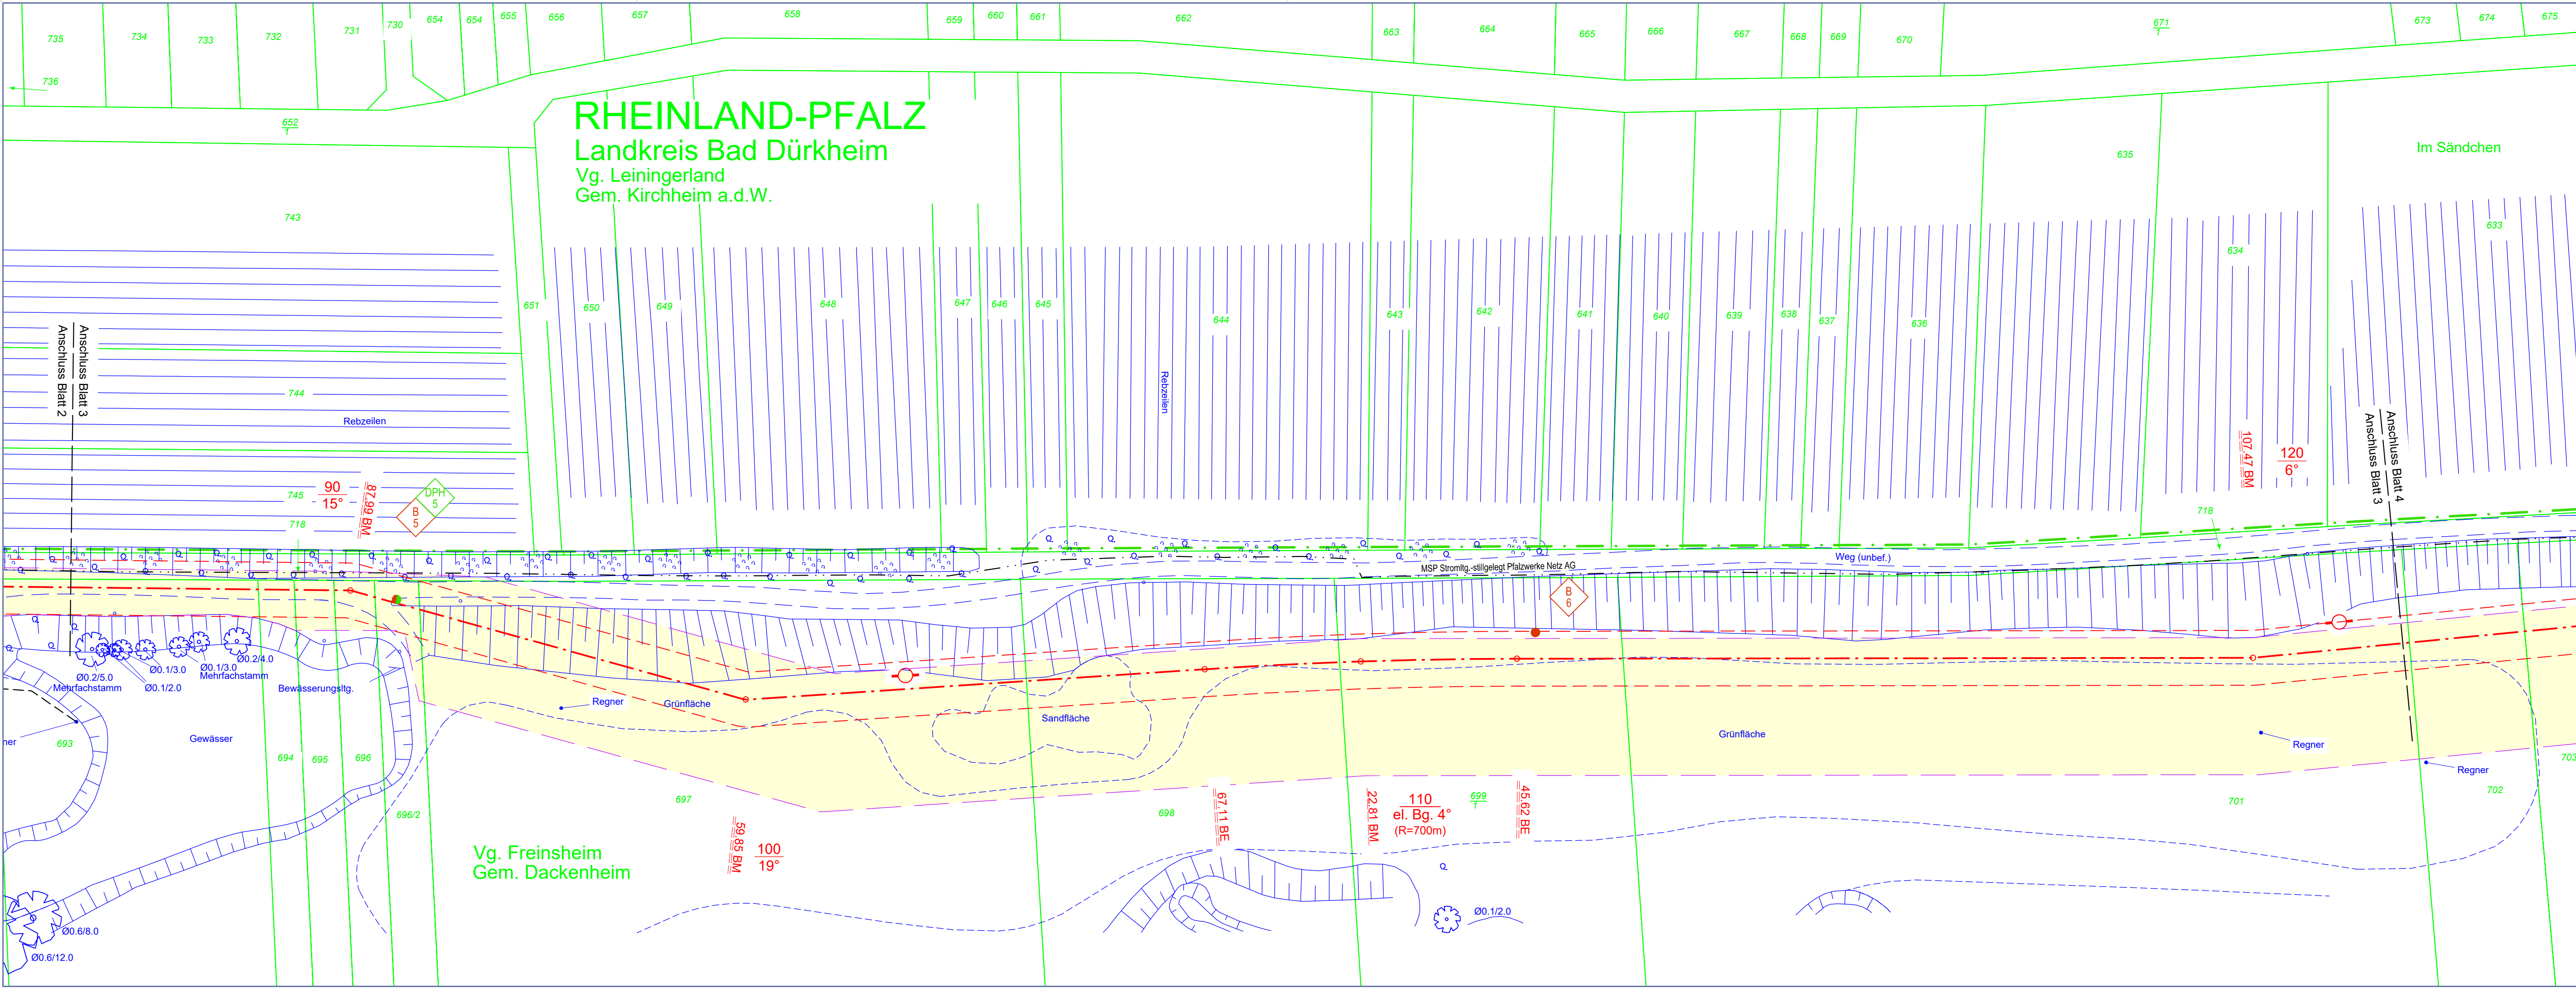 735
734
733
732
731
730
654
654
655
656
657
658
659
660
661
662
663
664
665
666
667
668
669
670
671
1
673
674
675
736
652
1
RHEINLAND-PFALZ
Landkreis Bad Dürkheim
Vg. Leiningerland
Gem. Kirchheim a.d.W.
635
Im Sändchen
743
651
650
649
648
647
646
645
644
643
642
641
640
639
638
637
636
634
633
Anschluss Blatt 2
Anschluss Blatt 3
744
Rebzeilen
Rebzeilen
745
90
15°
87.99 BM
DPH
5
B
5
718
107.47 BM
120
6°
Anschluss Blatt 3
Anschluss Blatt 4
718
Weg (unbef.)
MSP Stromltg.-stillgelegt Pfalzwerke Netz AG
B
6
Ø0.2/5.0
Mehrfachstamm
Ø0.1/2.0
Ø0.1/3.0
Ø0.1/3.0
Mehrfachstamm
Ø0.2/4.0
Bewässerungsltg.
Regner
Grünfläche
Sandfläche
Grünfläche
Regner
Regner
ner
693
Gewässer
694
695
696
696/2
697
698
699
1
701
702
703
59.85 BM
100
19°
67.11 BE
22.81 BM
110
el. Bg. 4°
(R=700m)
45.62 BE
Vg. Freinsheim
Gem. Dackenheim
Ø0.6/8.0
Ø0.6/12.0
Ø0.1/2.0